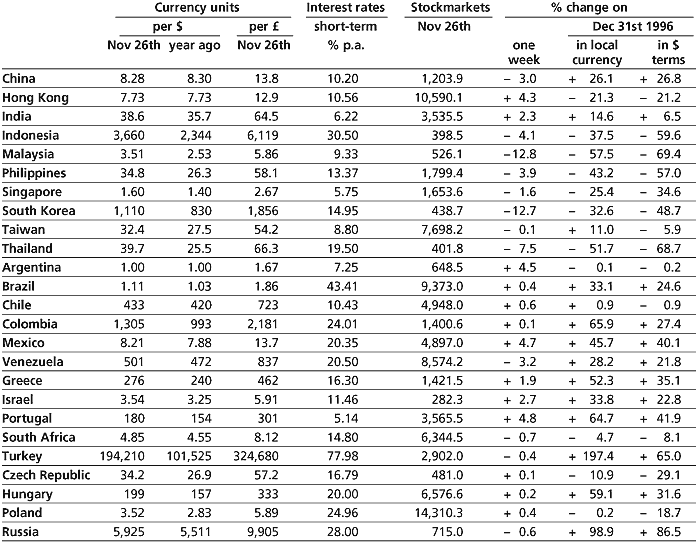 Currency units Interest rates Stockmarkets % change on
per $ per £ short-term Nov 26th Dec 31st 1996
Nov 26th year ago Nov 26th % p.a. one in local in $
week currency terms
China 8.28 8.30 13.8 10.20 1,203.9 – 3.0 + 26.1 + 26.8
Hong Kong 7.73 7.73 12.9 10.56 10,590.1 + 4.3 – 21.3 – 21.2
India 38.6 35.7 64.5 6.22 3,535.5 + 2.3 + 14.6 + 6.5
Indonesia 3,660 2,344 6,119 30.50 398.5 – 4.1 – 37.5 – 59.6
Malaysia 3.51 2.53 5.86 9.33 526.1 –12.8 – 57.5 – 69.4
Philippines 34.8 26.3 58.1 13.37 1,799.4 – 3.9 – 43.2 – 57.0
Singapore 1.60 1.40 2.67 5.75 1,653.6 – 1.6 – 25.4 – 34.6
South Korea 1,110 830 1,856 14.95 438.7 –12.7 – 32.6 – 48.7
Taiwan 32.4 27.5 54.2 8.80 7,698.2 – 0.1 + 11.0 – 5.9
Thailand 39.7 25.5 66.3 19.50 401.8 – 7.5 – 51.7 – 68.7
Argentina 1.00 1.00 1.67 7.25 648.5 + 4.5 – 0.1 – 0.2
Brazil 1.11 1.03 1.86 43.41 9,373.0 + 0.4 + 33.1 + 24.6
Chile 433 420 723 10.43 4,948.0 + 0.6 + 0.9 – 0.9
Colombia 1,305 993 2,181 24.01 1,400.6 + 0.1 + 65.9 + 27.4
Mexico 8.21 7.88 13.7 20.35 4,897.0 + 4.7 + 45.7 + 40.1
Venezuela 501 472 837 20.50 8,574.2 – 3.2 + 28.2 + 21.8
Greece 276 240 462 16.30 1,421.5 + 1.9 + 52.3 + 35.1
Israel 3.54 3.25 5.91 11.46 282.3 + 2.7 + 33.8 + 22.8
Portugal 180 154 301 5.14 3,565.5 + 4.8 + 64.7 + 41.9
South Africa 4.85 4.55 8.12 14.80 6,344.5 – 0.7 – 4.7 – 8.1
Turkey 194,210 101,525 324,680 77.98 2,902.0 – 0.4 + 197.4 + 65.0
Czech Republic 34.2 26.9 57.2 16.79 481.0 + 0.1 – 10.9 – 29.1
Hungary 199 157 333 20.00 6,576.6 + 0.2 + 59.1 + 31.6
Poland 3.52 2.83 5.89 24.96 14,310.3 + 0.4 – 0.2 – 18.7
Russia 5,925 5,511 9,905 28.00 715.0 – 0.6 + 98.9 + 86.5